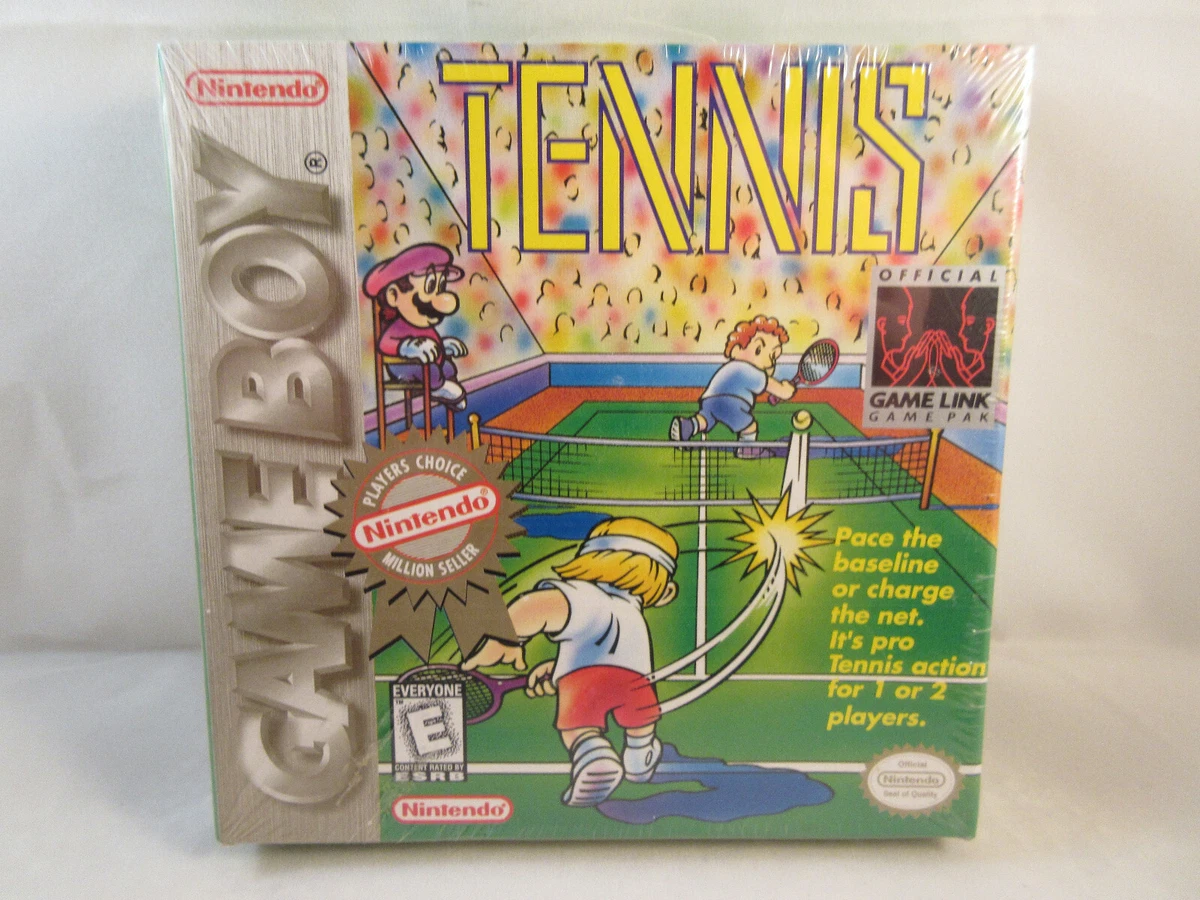 Nintendo®
GAME BOY®
TENNIS
OFFICIAL
GAME LINK
GAME PAK
PLAYERS CHOICE
Nintendo®
MILLION SELLER
Pace the
baseline
or charge
the net.
It's pro
Tennis action
for 1 or 2
players.
EVERYONE
™
E
CONTENT RATED BY
ESRB
Nintendo®
Official
Nintendo
Seal of Quality